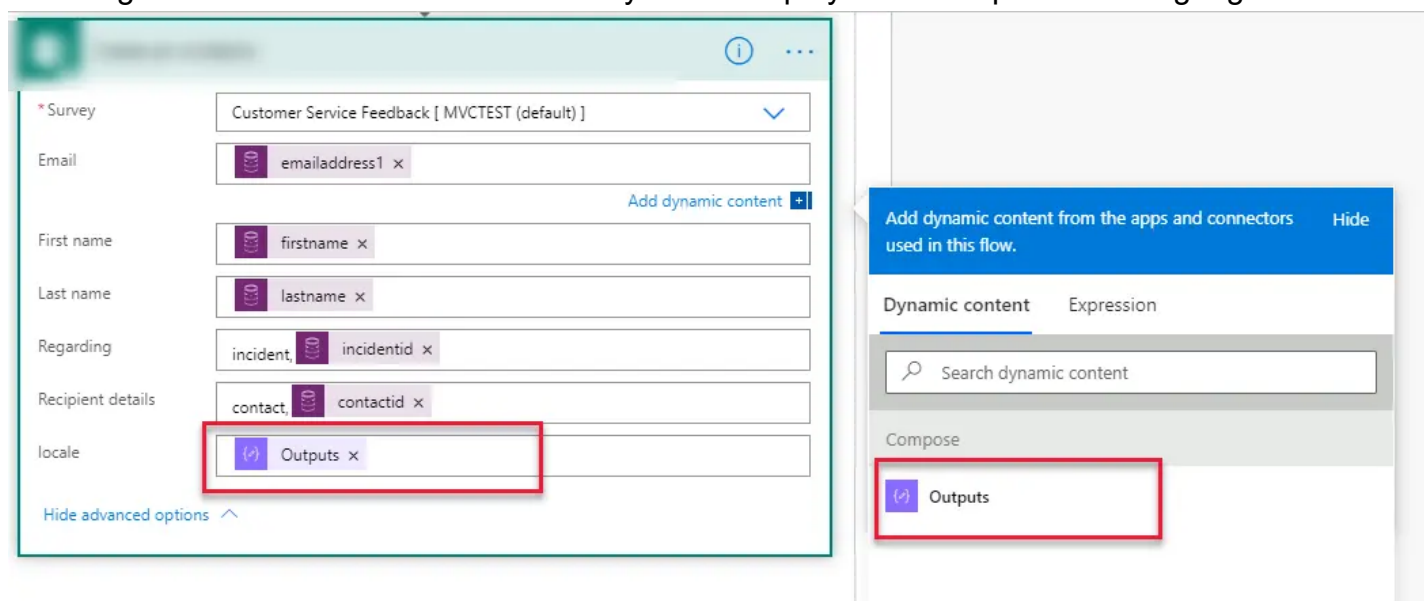 * Survey
Customer Service Feedback [ MVCTEST (default) ]
Email
emailaddress1 ×
Add dynamic content +
First name
firstname ×
Last name
lastname ×
Regarding
incident, incidentid ×
Recipient details
contact, contactid ×
locale
Outputs ×
Hide advanced options
Add dynamic content from the apps and connectors
used in this flow.
Hide
Dynamic content Expression
Search dynamic content
Compose
Outputs